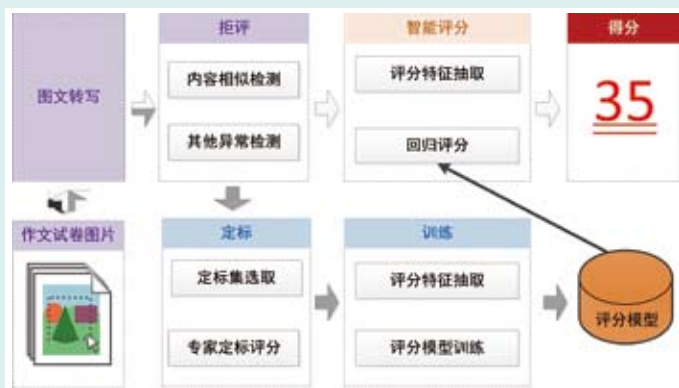 拒评
智能评分
得分
图文转写
内容相似检测
评分特征抽取
35
其他异常检测
回归评分
作文试卷图片
定标
训练
定标集选取
评分特征抽取
评分模型
专家定标评分
评分模型训练